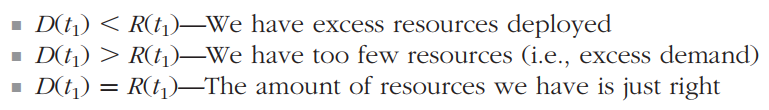 ▪ D(t₁) < R(t₁)—We have excess resources deployed
▪ D(t₁) > R(t₁)—We have too few resources (i.e., excess demand)
▪ D(t₁) = R(t₁)—The amount of resources we have is just right